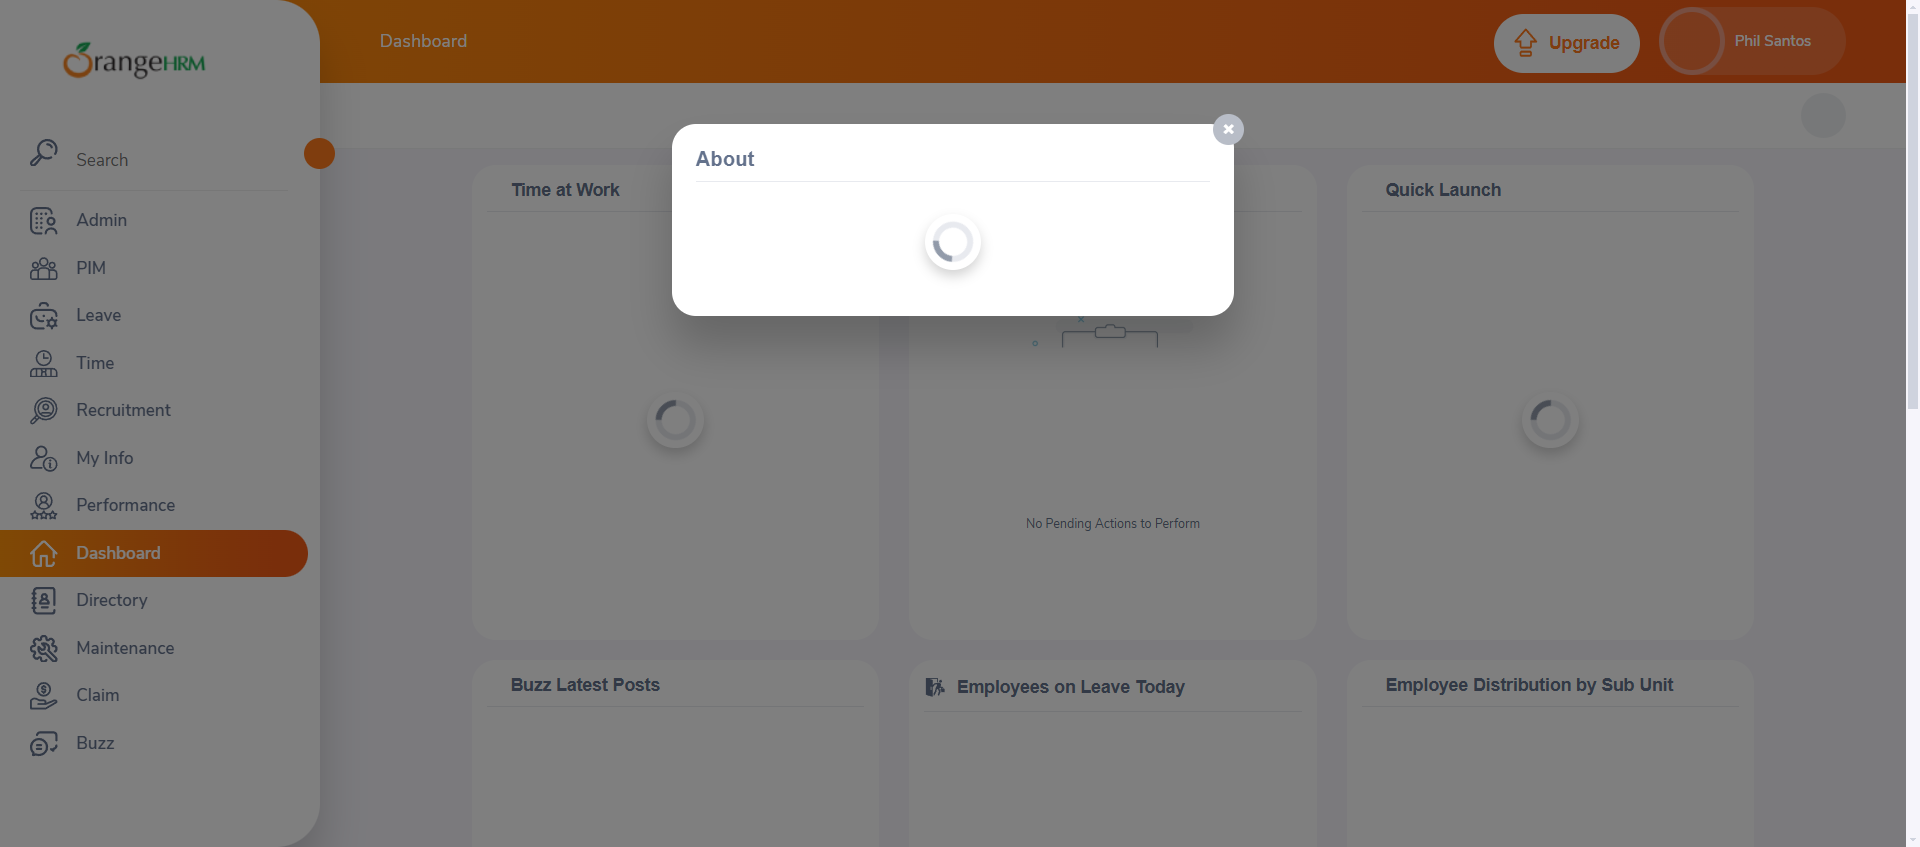 OrangeHRM
Search
Admin
PIM
Leave
Time
Recruitment
My Info
Performance
Dashboard
Directory
Maintenance
Claim
Buzz
Dashboard
Upgrade
Phil Santos
About
Time at Work
Quick Launch
No Pending Actions to Perform
Buzz Latest Posts
Employees on Leave Today
Employee Distribution by Sub Unit